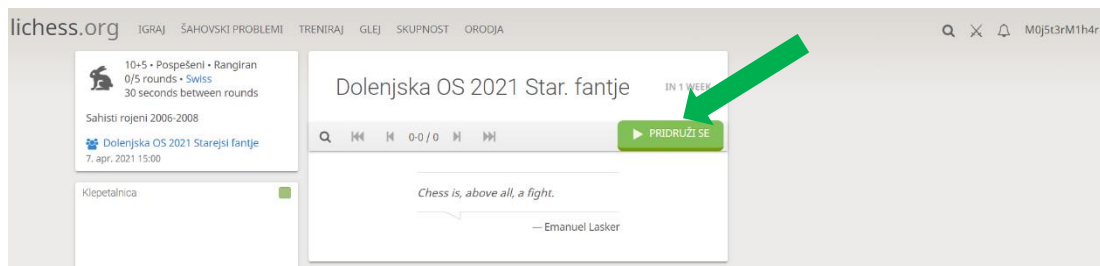 lichess.org IGRAJ ŠAHOVSKI PROBLEMI TRENIRAJ GLEJ SKUPNOST ORODJA M0j5t3rM1h4r
10+5 • Pospešeni • Rangiran
0/5 rounds • Swiss
30 seconds between rounds
Sahisti rojeni 2006-2008
Dolenjska OS 2021 Starejsi fantje
7. apr. 2021 15:00
Klepetalnica
Dolenjska OS 2021 Star. fantje IN 1 WEEK
0-0 / 0 PRIDRUŽI SE
Chess is, above all, a fight.
— Emanuel Lasker